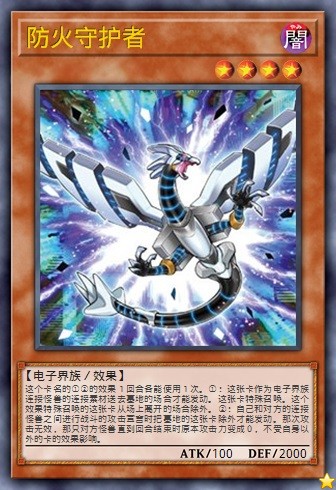 防火守护者
闇
【电子界族/效果】
这个卡名的①②的效果1回合各能使用1次。①：这张卡作为电子界族
连接怪兽的连接素材送去墓地的场合才能发动。这张卡特殊召唤。这个
效果特殊召唤的这张卡从场上离开的场合除外。②：自己和对方的连接
怪兽之间进行战斗的攻击宣言时把墓地的这张卡除外才能发动。那次攻
击无效，那只对方怪兽直到回合结束时原本攻击力变成0，不受自身以
外的卡的效果影响。
ATK/100 DEF/2000